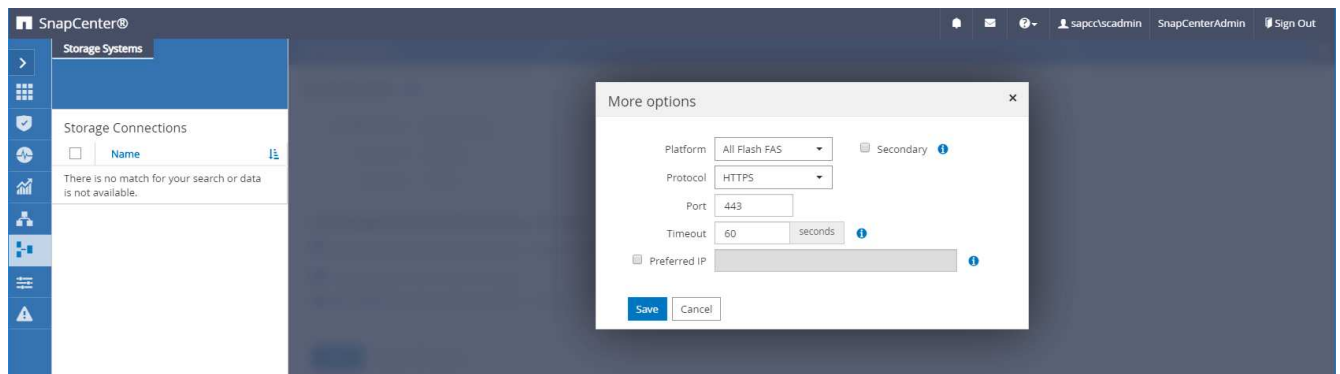 SnapCenter®
sapcc\scadmin SnapCenterAdmin Sign Out
Storage Systems
Storage Connections
Name
There is no match for your search or data
is not available.
More options ×
Platform All Flash FAS Secondary
Protocol HTTPS
Port 443
Timeout 60 seconds
Preferred IP
Save Cancel